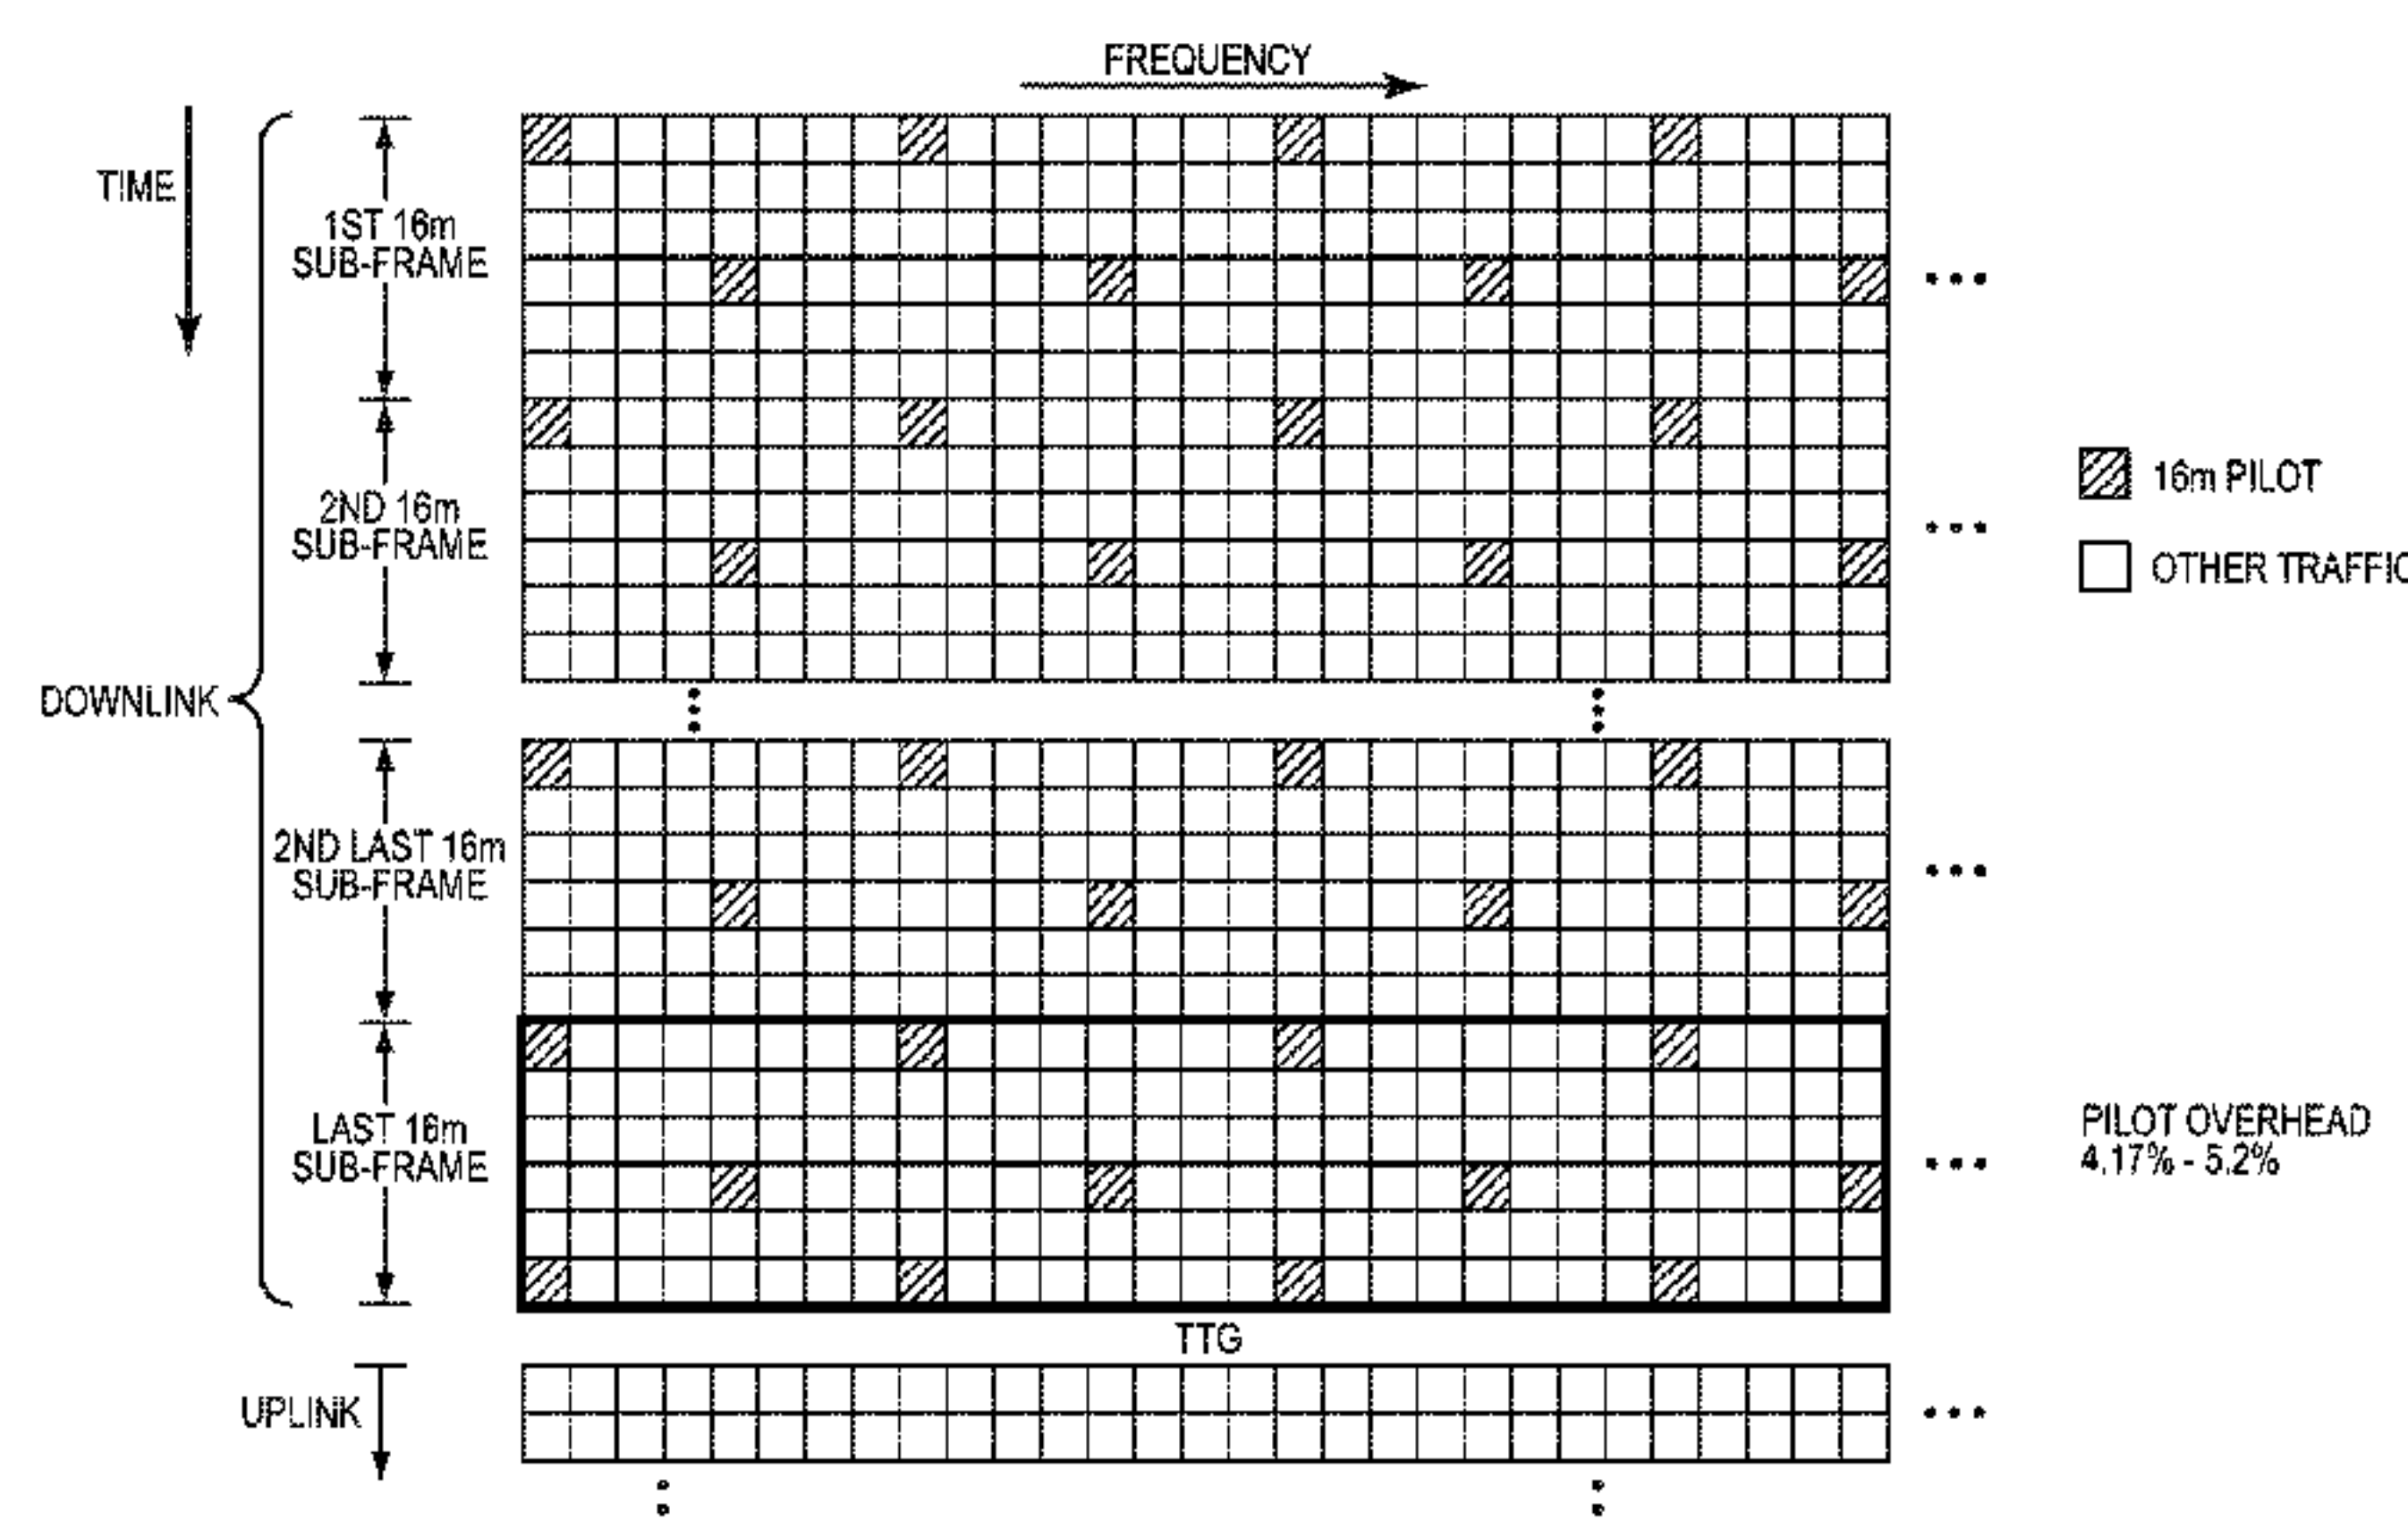 FREQUENCY
TIME
1ST 16m
SUB-FRAME
2ND 16m
SUB-FRAME
16m PILOT
OTHER TRAFFIC
DOWNLINK
2ND LAST 16m
SUB-FRAME
LAST 16m
SUB-FRAME
PILOT OVERHEAD
4.17% - 5.2%
TTG
UPLINK